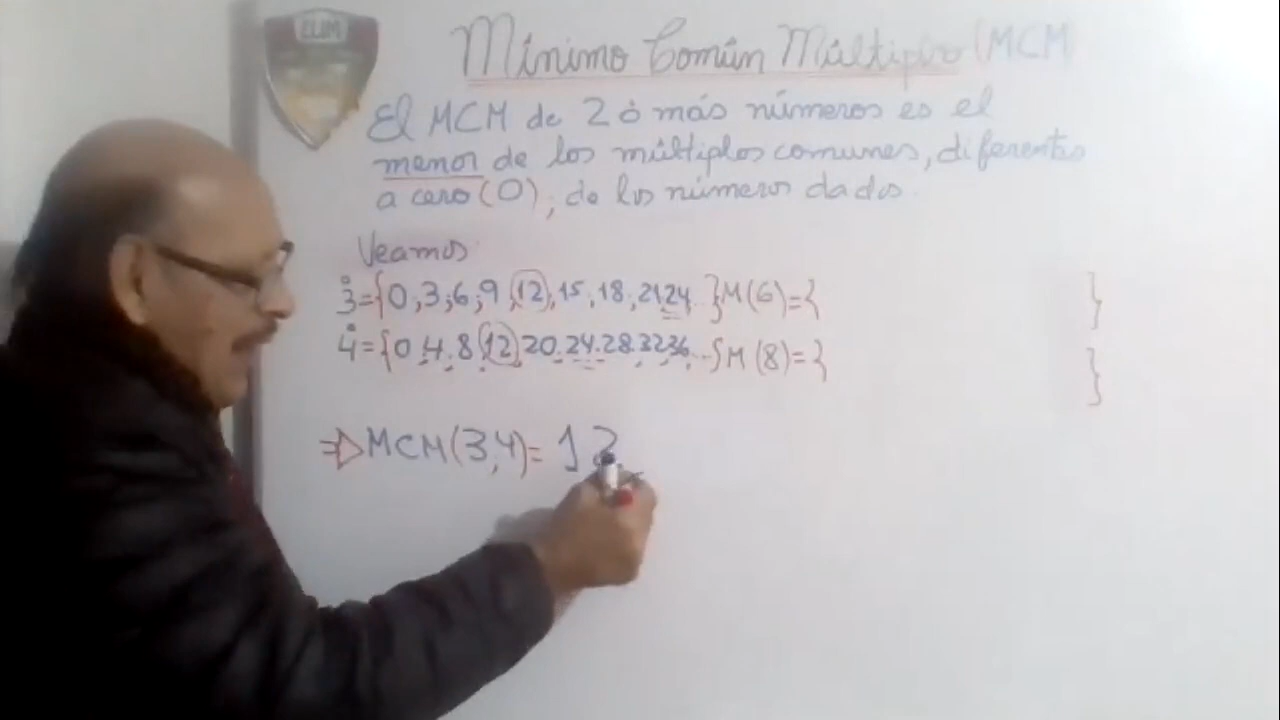 ELIM
Mínimo Común Múltiplo (MCM
El MCM de 2 ó más números es el
menor de los múltiplos comunes, diferentes
a cero (0), de los números dados.
Veamos:
3̊={0,3,6,9,12,15,18,21,24...} M(6)={ }
4̊={0,4,8,12,20,24,28,32,36...} M(8)={ }
⇒MCM(3,4)= 12